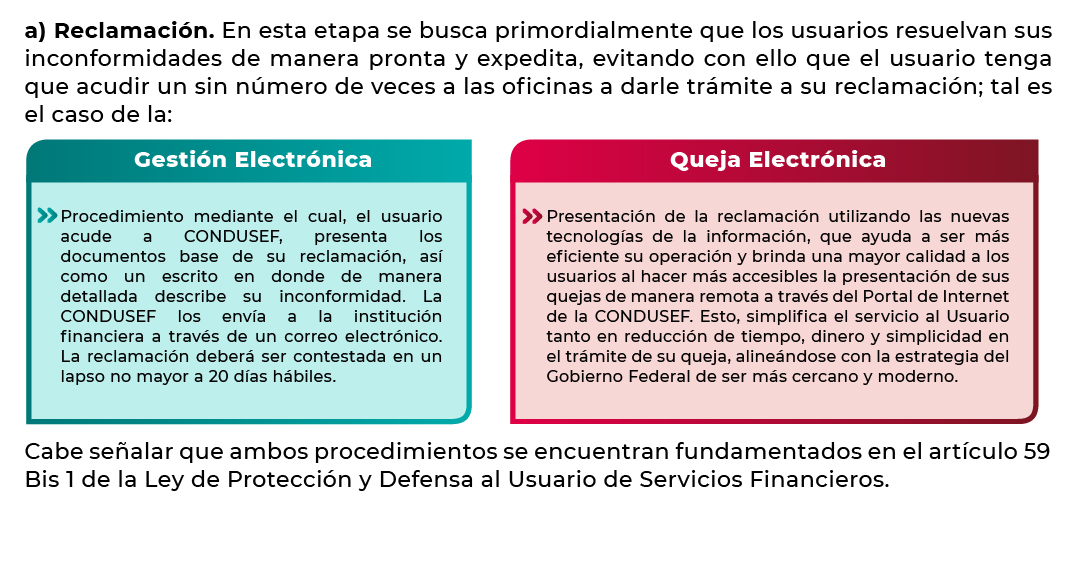 a) Reclamación. En esta etapa se busca primordialmente que los usuarios resuelvan sus
inconformidades de manera pronta y expedita, evitando con ello que el usuario tenga
que acudir un sin número de veces a las oficinas a darle trámite a su reclamación; tal es
el caso de la:
Gestión Electrónica
Procedimiento mediante el cual, el usuario
acude a CONDUSEF, presenta los
documentos base de su reclamación, así
como un escrito en donde de manera
detallada describe su inconformidad. La
CONDUSEF los envía a la institución
financiera a través de un correo electrónico.
La reclamación deberá ser contestada en un
lapso no mayor a 20 días hábiles.
Queja Electrónica
Presentación de la reclamación utilizando las nuevas
tecnologías de la información, que ayuda a ser más
eficiente su operación y brinda una mayor calidad a los
usuarios al hacer más accesibles la presentación de sus
quejas de manera remota a través del Portal de Internet
de la CONDUSEF. Esto, simplifica el servicio al Usuario
tanto en reducción de tiempo, dinero y simplicidad en
el trámite de su queja, alineándose con la estrategia del
Gobierno Federal de ser más cercano y moderno.
Cabe señalar que ambos procedimientos se encuentran fundamentados en el artículo 59
Bis 1 de la Ley de Protección y Defensa al Usuario de Servicios Financieros.